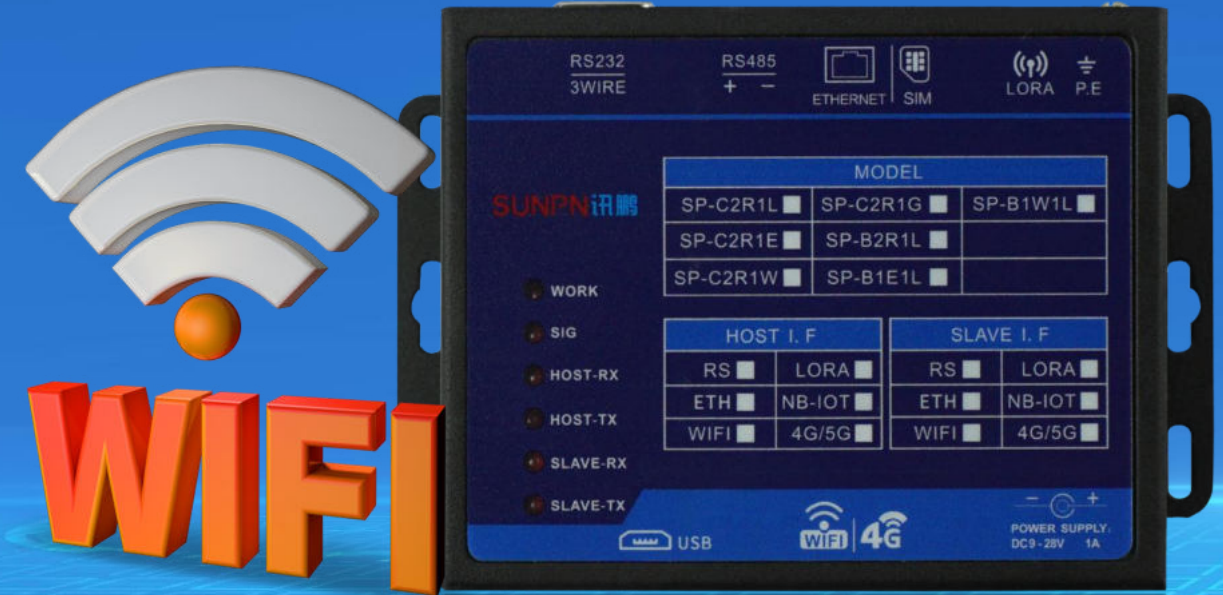 RS232
3WIRE
RS485
+ −
ETHERNET
SIM
LORA
P.E
SUNPN讯鹏
MODEL
SP-C2R1L SP-C2R1G SP-B1W1L
SP-C2R1E SP-B2R1L
SP-C2R1W SP-B1E1L
WORK
SIG
HOST-RX
HOST-TX
SLAVE-RX
SLAVE-TX
HOST I. F
RS LORA
ETH NB-IOT
WIFI 4G/5G
SLAVE I. F
RS LORA
ETH NB-IOT
WIFI 4G/5G
USB
WIFI
4G
− +
POWER SUPPLY:
DC9-28V 1A
WIFI